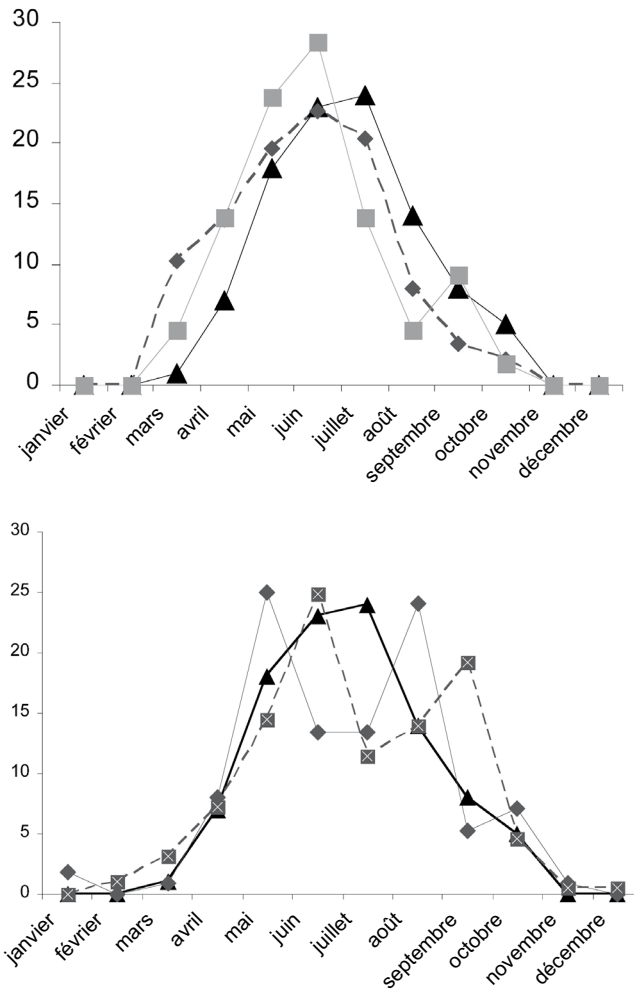 30
25
20
15
10
5
0
janvier
février
mars
avril
mai
juin
juillet
août
septembre
octobre
novembre
décembre
30
25
20
15
10
5
0
janvier
février
mars
avril
mai
juin
juillet
août
septembre
octobre
novembre
décembre